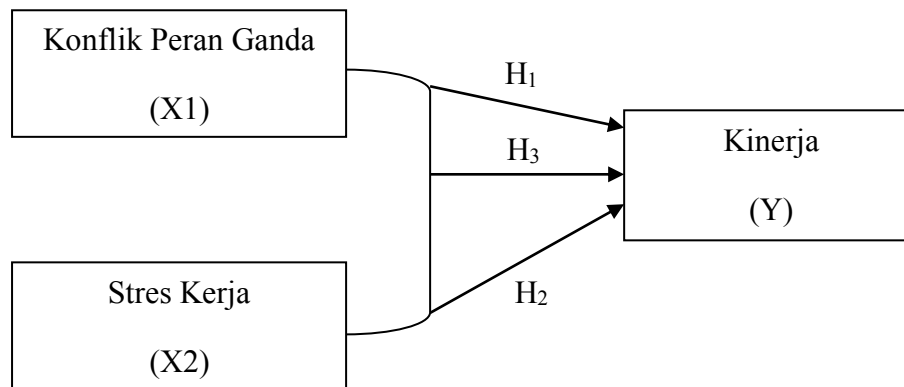 Konflik Peran Ganda
(X1)
H₁
Kinerja
(Y)
H₃
Stres Kerja
(X2)
H₂